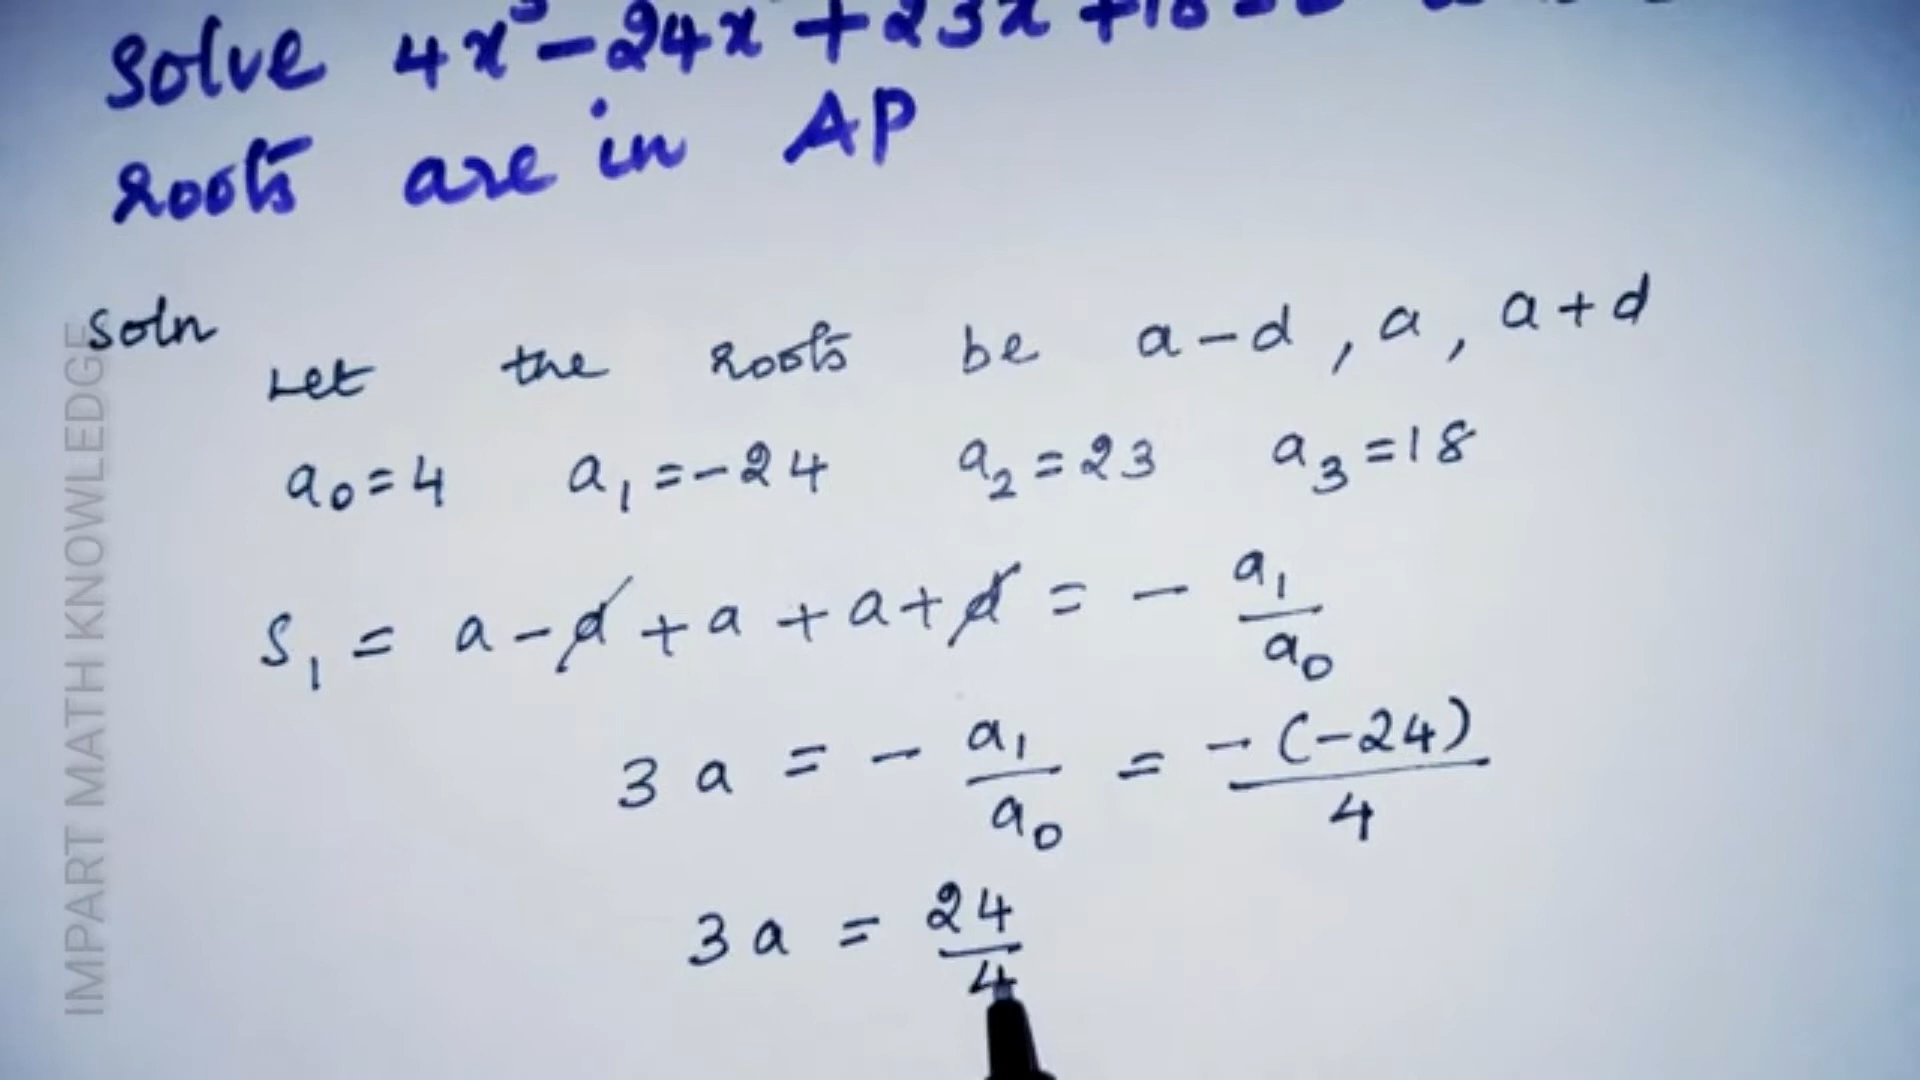 Solve 4x³-24x +23x +18
roots are in AP
Soln
Let the roots be a-d, a, a+d
a₀=4 a₁=-24 a₂=23 a₃=18
S₁ = a-d+a+a+d = - a₁/a₀
3a = - a₁/a₀ = -(-24)/4
3a = 24/4
IMPART MATH KNOWLEDGE